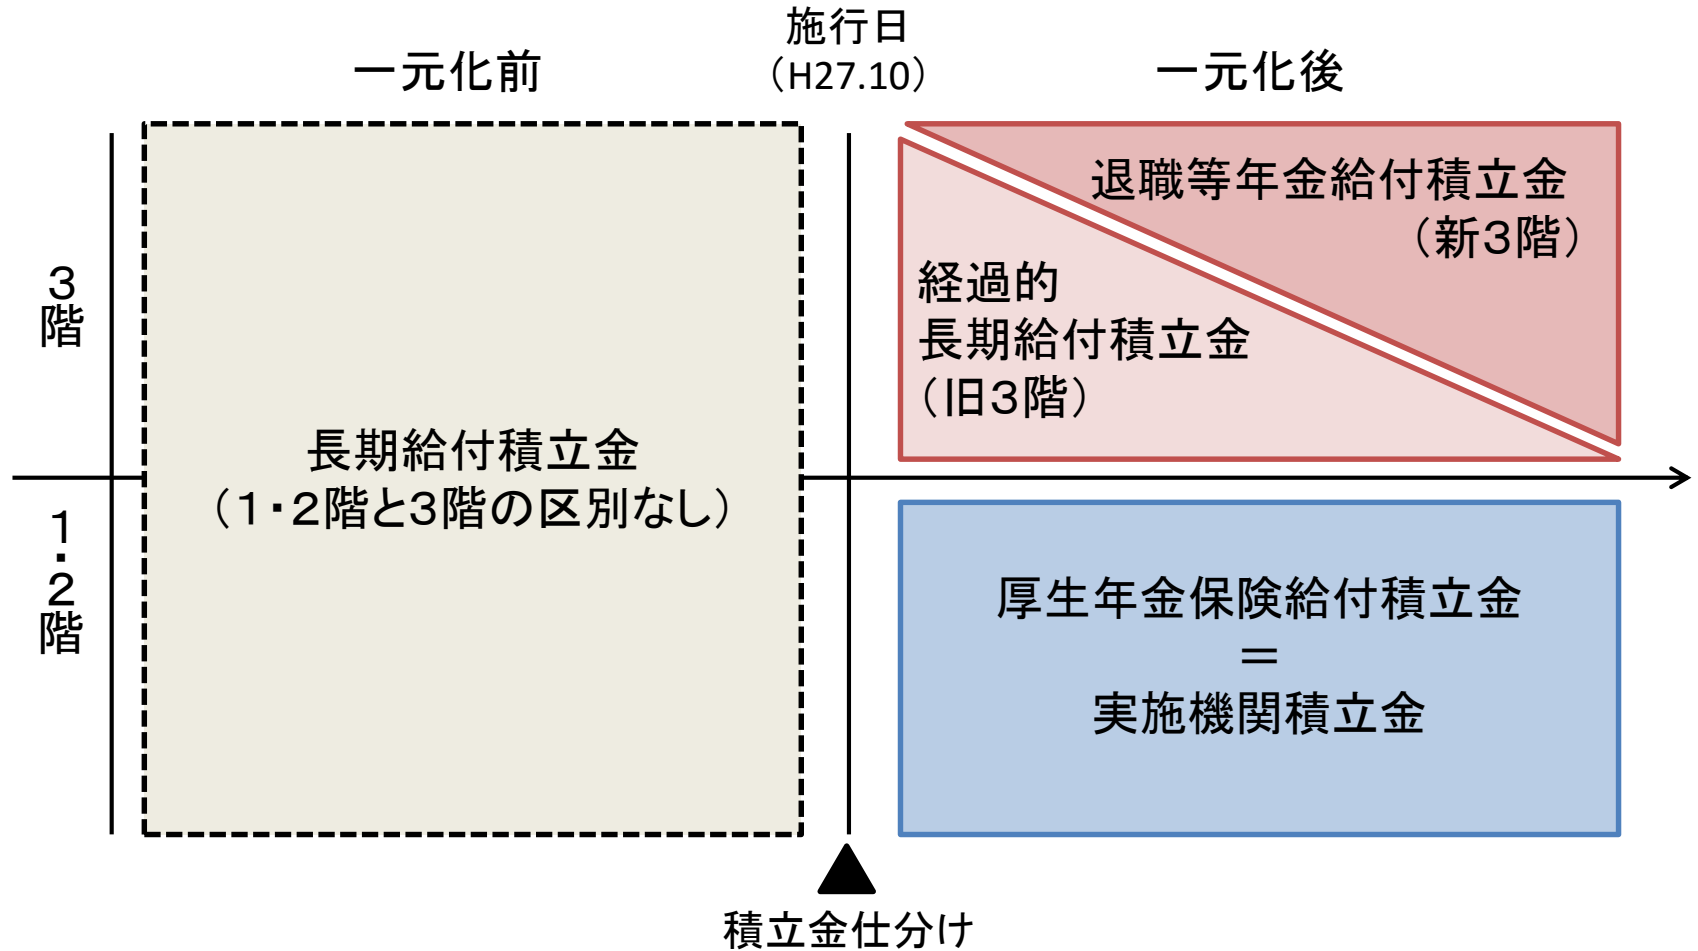 一元化前
施行日
（H27.10）
一元化後
3階
1・2階
長期給付積立金
（1・2階と3階の区別なし）
退職等年金給付積立金
（新3階）
経過的
長期給付積立金
（旧3階）
厚生年金保険給付積立金
＝
実施機関積立金
積立金仕分け